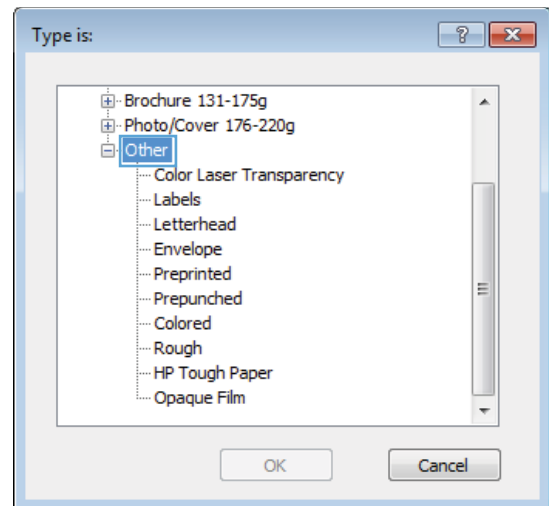 Type is:
Brochure 131-175g
Photo/Cover 176-220g
Other
Color Laser Transparency
Labels
Letterhead
Envelope
Preprinted
Prepunched
Colored
Rough
HP Tough Paper
Opaque Film
OK Cancel